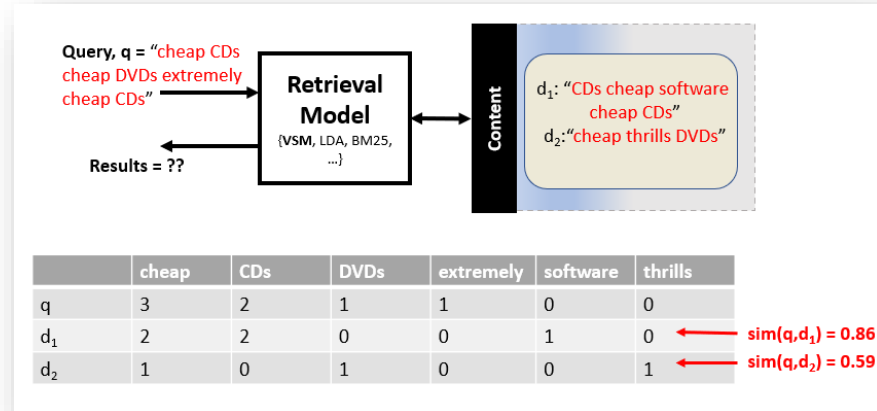 Query, q = “cheap CDs
cheap DVDs extremely
cheap CDs”
Results = ??
Retrieval
Model
{VSM, LDA, BM25,
...}
Content
d₁: “CDs cheap software
cheap CDs”
d₂:“cheap thrills DVDs”
cheap CDs DVDs extremely software thrills
q 3 2 1 1 0 0
d₁ 2 2 0 0 1 0
sim(q,d₁) = 0.86
d₂ 1 0 1 0 0 1
sim(q,d₂) = 0.59